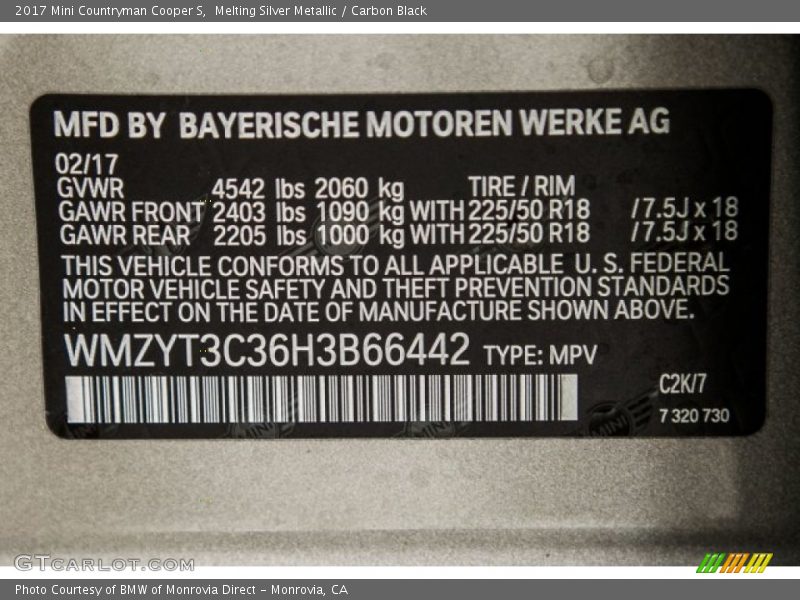 2017 Mini Countryman Cooper S,  Melting Silver Metallic / Carbon Black
MFD BY BAYERISCHE MOTOREN WERKE AG
02/17
GVWR 4542 lbs 2060 kg TIRE / RIM
GAWR FRONT 2403 lbs 1090 kg WITH 225/50 R18 /7.5J x 18
GAWR REAR 2205 lbs 1000 kg WITH 225/50 R18 /7.5J x 18
THIS VEHICLE CONFORMS TO ALL APPLICABLE U. S. FEDERAL
MOTOR VEHICLE SAFETY AND THEFT PREVENTION STANDARDS
IN EFFECT ON THE DATE OF MANUFACTURE SHOWN ABOVE.
WMZYT3C36H3B66442 TYPE: MPV
C2K/7
MINI
7 320 730
GTCARLOT.COM
Photo Courtesy of BMW of Monrovia Direct - Monrovia, CA